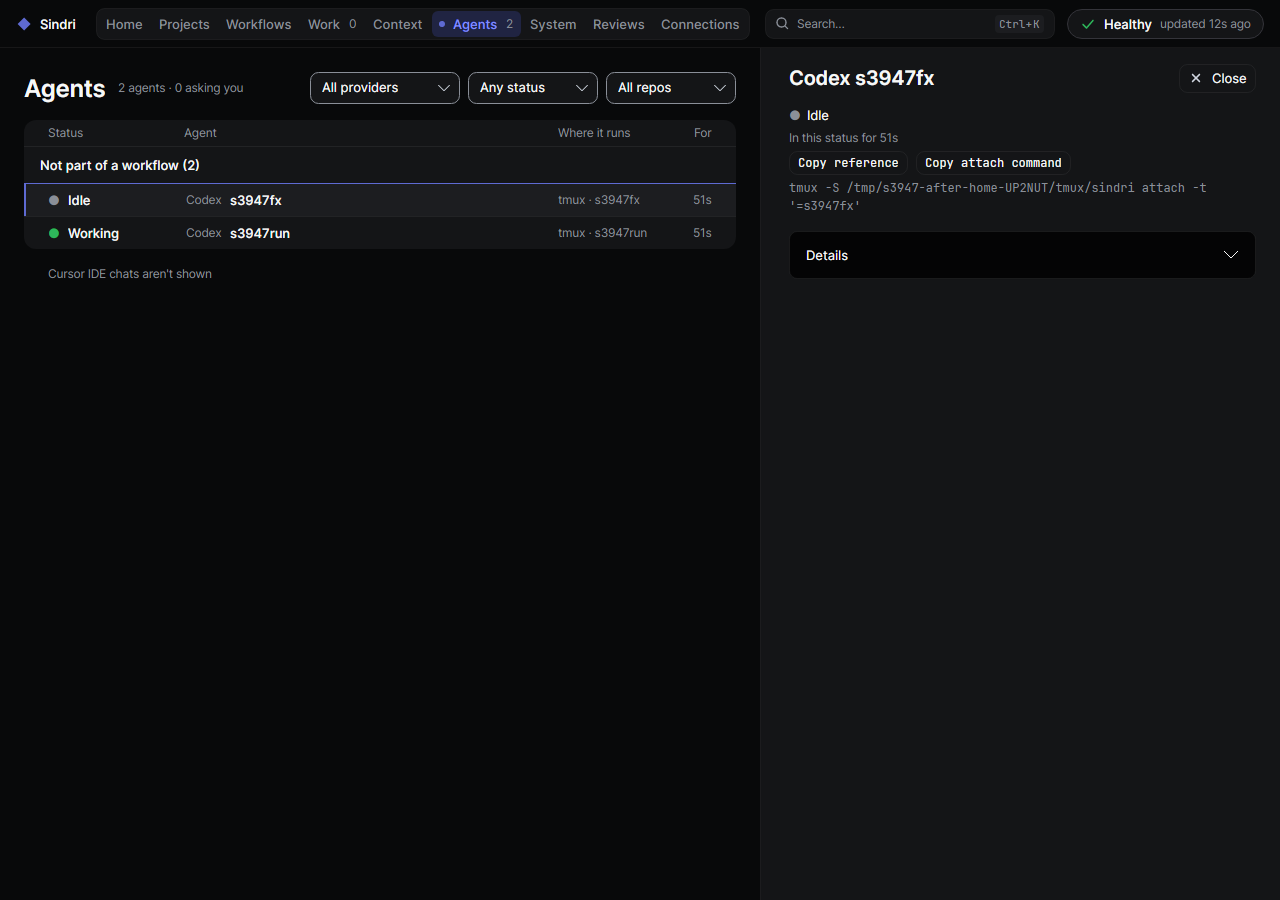 Sindri Home Projects Workflows Work 0 Context Agents 2 System Reviews Connections Search... Ctrl+K Healthy updated 12s ago
Agents 2 agents · 0 asking you All providers Any status All repos
Status Agent Where it runs For
Not part of a workflow (2)
Idle Codex s3947fx tmux · s3947fx 51s
Working Codex s3947run tmux · s3947run 51s
Cursor IDE chats aren't shown
Codex s3947fx Close
Idle
In this status for 51s
Copy reference Copy attach command
tmux -S /tmp/s3947-after-home-UP2NUT/tmux/sindri attach -t
'=s3947fx'
Details